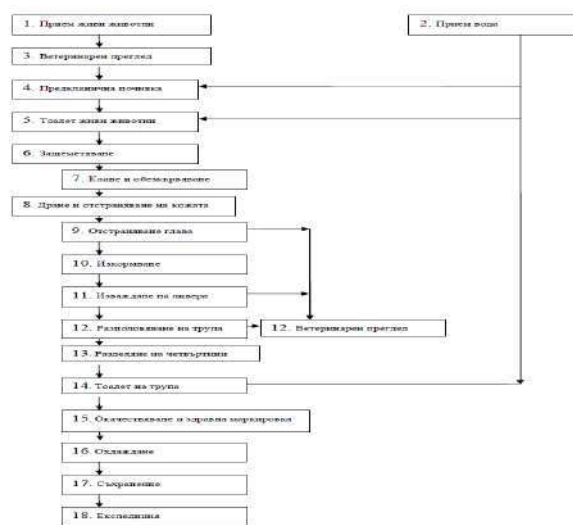 1. Прием живи животни
2. Прием вода
3. Ветеринарен преглед
4. Предкланична почивка
5. Тоалет живи животни
6. Зашеметяване
7. Клане и обезкървяване
8. Дране и отстраняване на кожата
9. Отстраняване глава
10. Изкормване
11. Изваждане на дивера
12. Разполовяване на трупа
12. Ветеринарен преглед
13. Разделяне на четвъртини
14. Тоалет на трупа
15. Окачествяване и здравна маркировка
16. Охлаждане
17. Съхранение
18. Експедиция